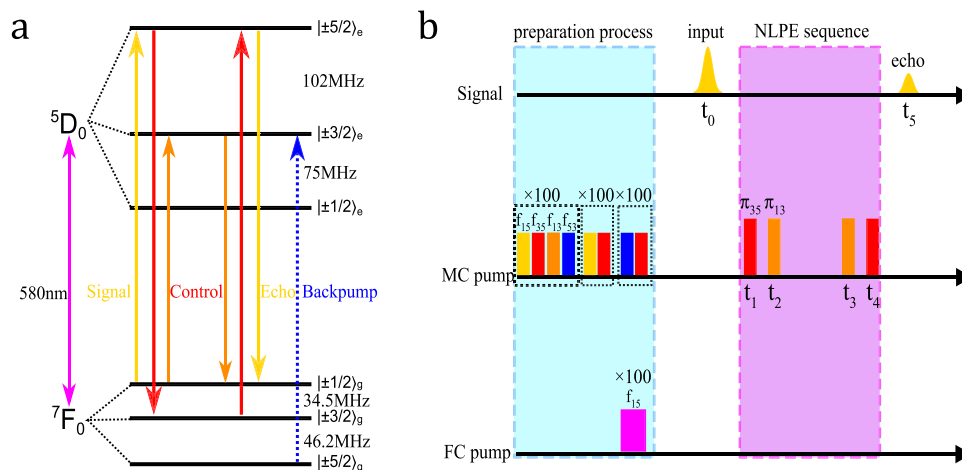 a
|±5/2⟩e
102MHz
⁵D₀
|±3/2⟩e
75MHz
|±1/2⟩e
580nm
Signal
Control
Echo
Backpump
|±1/2⟩g
34.5MHz
⁷F₀
|±3/2⟩g
46.2MHz
|±5/2⟩g
b
preparation process
input
NLPE sequence
echo
Signal
t₀
t₅
×100
×100
×100
f₁₅ f₃₅ f₁₃ f₅₃
π₃₅ π₁₃
MC pump
t₁ t₂ t₃ t₄
×100
f₁₅
FC pump